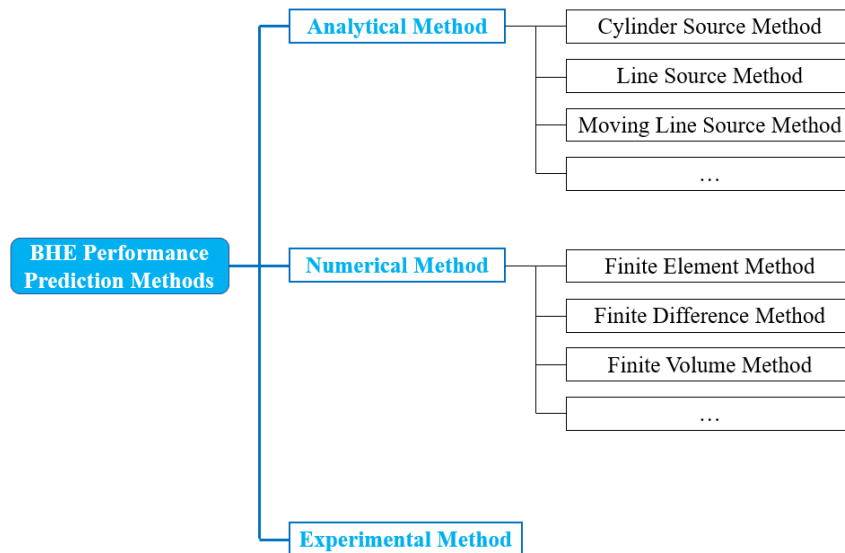 Analytical Method
Cylinder Source Method
Line Source Method
Moving Line Source Method
…
BHE Performance
Prediction Methods
Numerical Method
Finite Element Method
Finite Difference Method
Finite Volume Method
…
Experimental Method